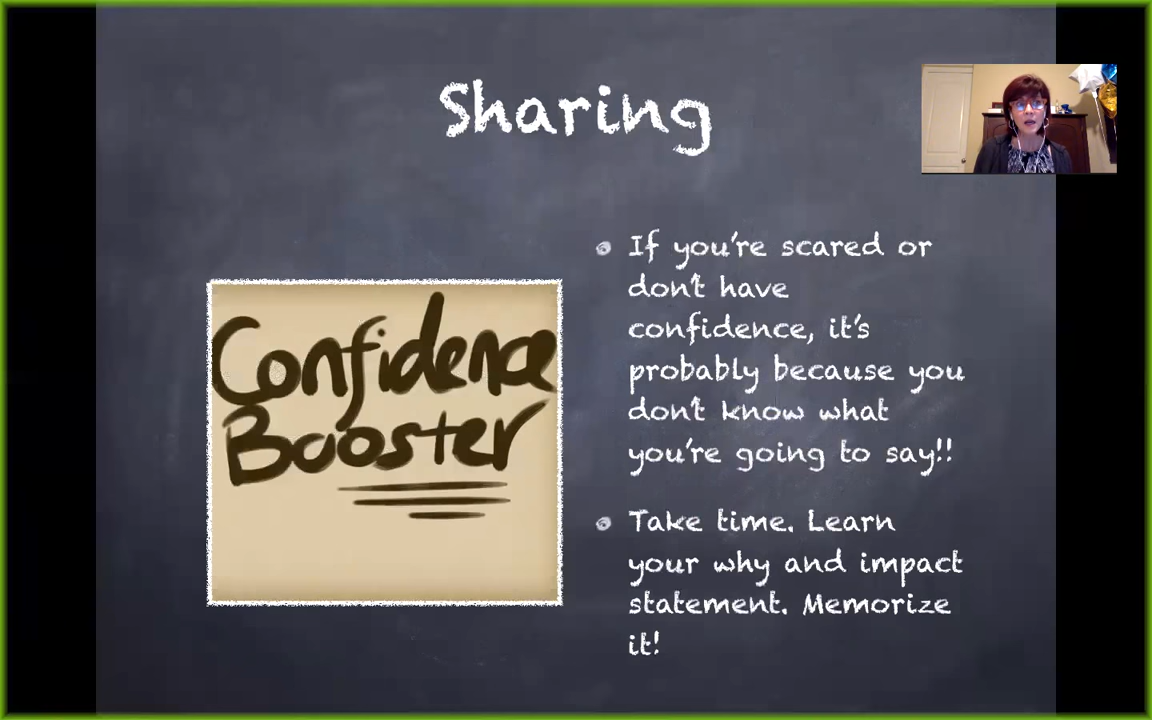 Sharing
Confidence
Booster
If you're scared or
don't have
confidence, it's
probably because you
don't know what
you're going to say!!
Take time. Learn
your why and impact
statement. Memorize
it!